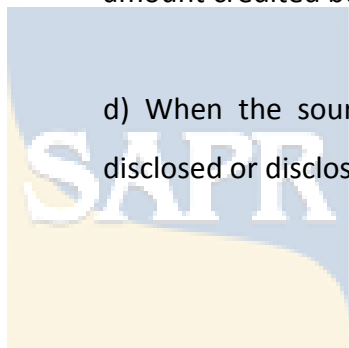 amount credited b
d) When the sour
disclosed or disclos
SAPR